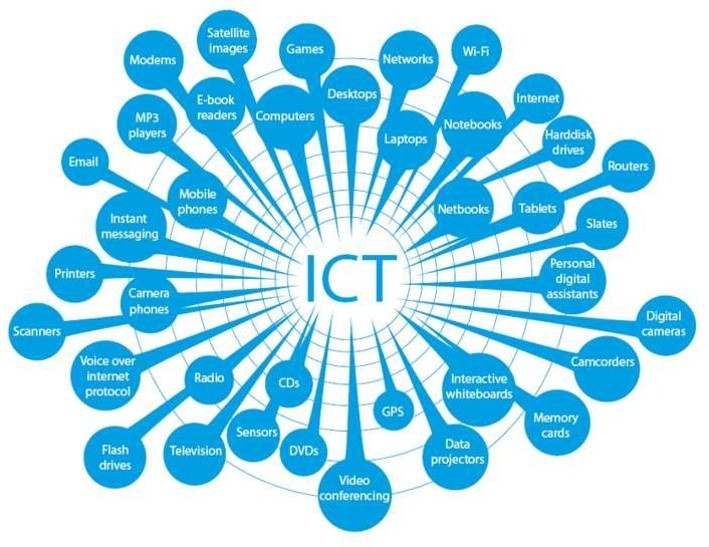 Satellite
images
Games
Networks
Wi-Fi
Modems
Desktops
E-book
readers
Computers
Notebooks
Internet
MP3
players
Laptops
Harddisk
drives
Email
Routers
Mobile
phones
Netbooks
Tablets
Instant
messaging
Slates
Printers
ICT
Personal
digital
assistants
Camera
phones
Scanners
Digital
cameras
Voice over
internet
protocol
Radio
CDs
Interactive
whiteboards
Camcorders
GPS
Memory
cards
Flash
drives
Television
Sensors
DVDs
Data
projectors
Video
conferencing